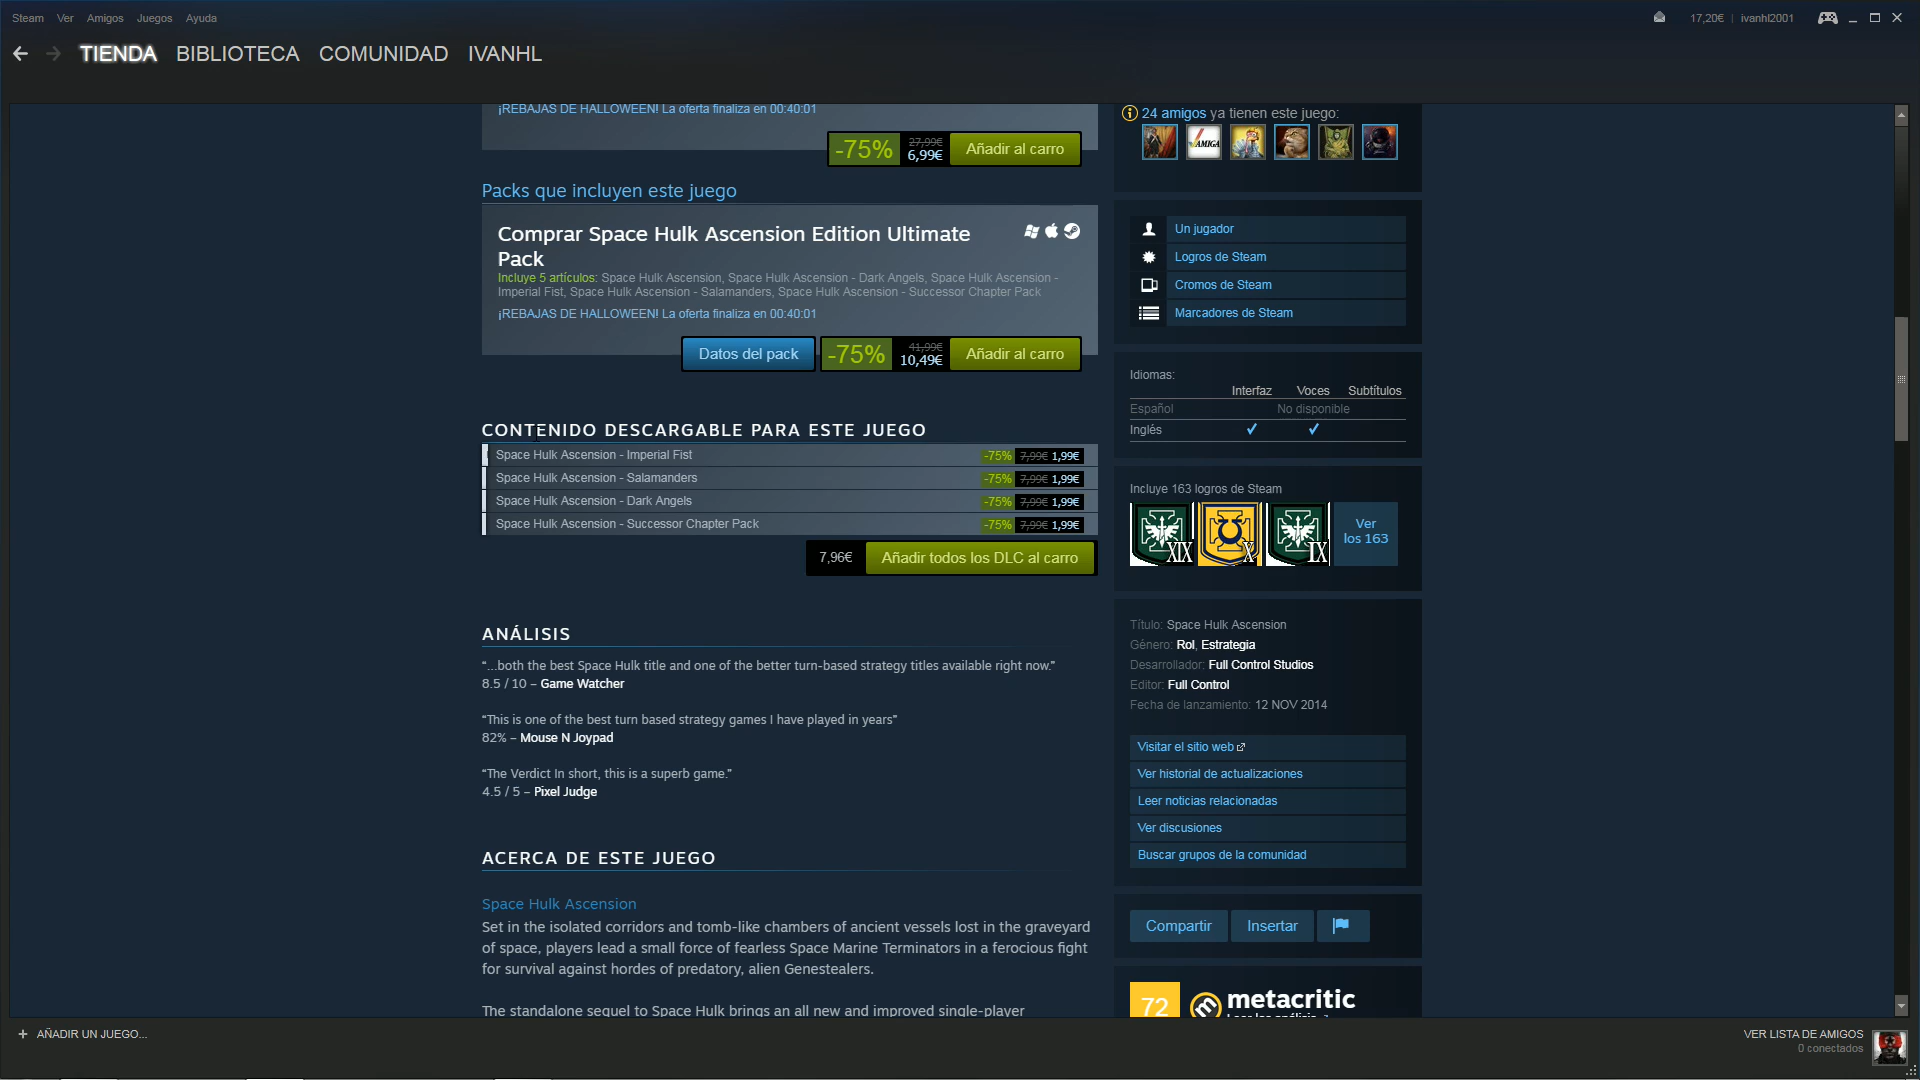 Steam Ver Amigos Juegos Ayuda
17,20€ | ivanhl2001
TIENDA BIBLIOTECA COMUNIDAD IVANHL
¡REBAJAS DE HALLOWEEN! La oferta finaliza en 00:40:01
-75% 27,99€ 6,99€ Añadir al carro
Packs que incluyen este juego
Comprar Space Hulk Ascension Edition Ultimate
Pack
Incluye 5 artículos: Space Hulk Ascension, Space Hulk Ascension - Dark Angels, Space Hulk Ascension -
Imperial Fist, Space Hulk Ascension - Salamanders, Space Hulk Ascension - Successor Chapter Pack
¡REBAJAS DE HALLOWEEN! La oferta finaliza en 00:40:01
Datos del pack -75% 41,99€ 10,49€ Añadir al carro
CONTENIDO DESCARGABLE PARA ESTE JUEGO
Space Hulk Ascension - Imperial Fist -75% 7,99€ 1,99€
Space Hulk Ascension - Salamanders -75% 7,99€ 1,99€
Space Hulk Ascension - Dark Angels -75% 7,99€ 1,99€
Space Hulk Ascension - Successor Chapter Pack -75% 7,99€ 1,99€
7,96€ Añadir todos los DLC al carro
ANÁLISIS
“...both the best Space Hulk title and one of the better turn-based strategy titles available right now.”
8.5 / 10 – Game Watcher
“This is one of the best turn based strategy games I have played in years”
82% – Mouse N Joypad
“The Verdict In short, this is a superb game.”
4.5 / 5 – Pixel Judge
ACERCA DE ESTE JUEGO
Space Hulk Ascension
Set in the isolated corridors and tomb-like chambers of ancient vessels lost in the graveyard
of space, players lead a small force of fearless Space Marine Terminators in a ferocious fight
for survival against hordes of predatory, alien Genestealers.
The standalone sequel to Space Hulk brings an all new and improved single-player
24 amigos ya tienen este juego:
AMIGA
Un jugador
Logros de Steam
Cromos de Steam
Marcadores de Steam
Idiomas:
Interfaz Voces Subtítulos
Español No disponible
Inglés ✓ ✓
Incluye 163 logros de Steam
XIX X IX
Ver
los 163
Título: Space Hulk Ascension
Género: Rol, Estrategia
Desarrollador: Full Control Studios
Editor: Full Control
Fecha de lanzamiento: 12 NOV 2014
Visitar el sitio web
Ver historial de actualizaciones
Leer noticias relacionadas
Ver discusiones
Buscar grupos de la comunidad
Compartir Insertar
72 metacritic
+ AÑADIR UN JUEGO...
VER LISTA DE AMIGOS
0 conectados